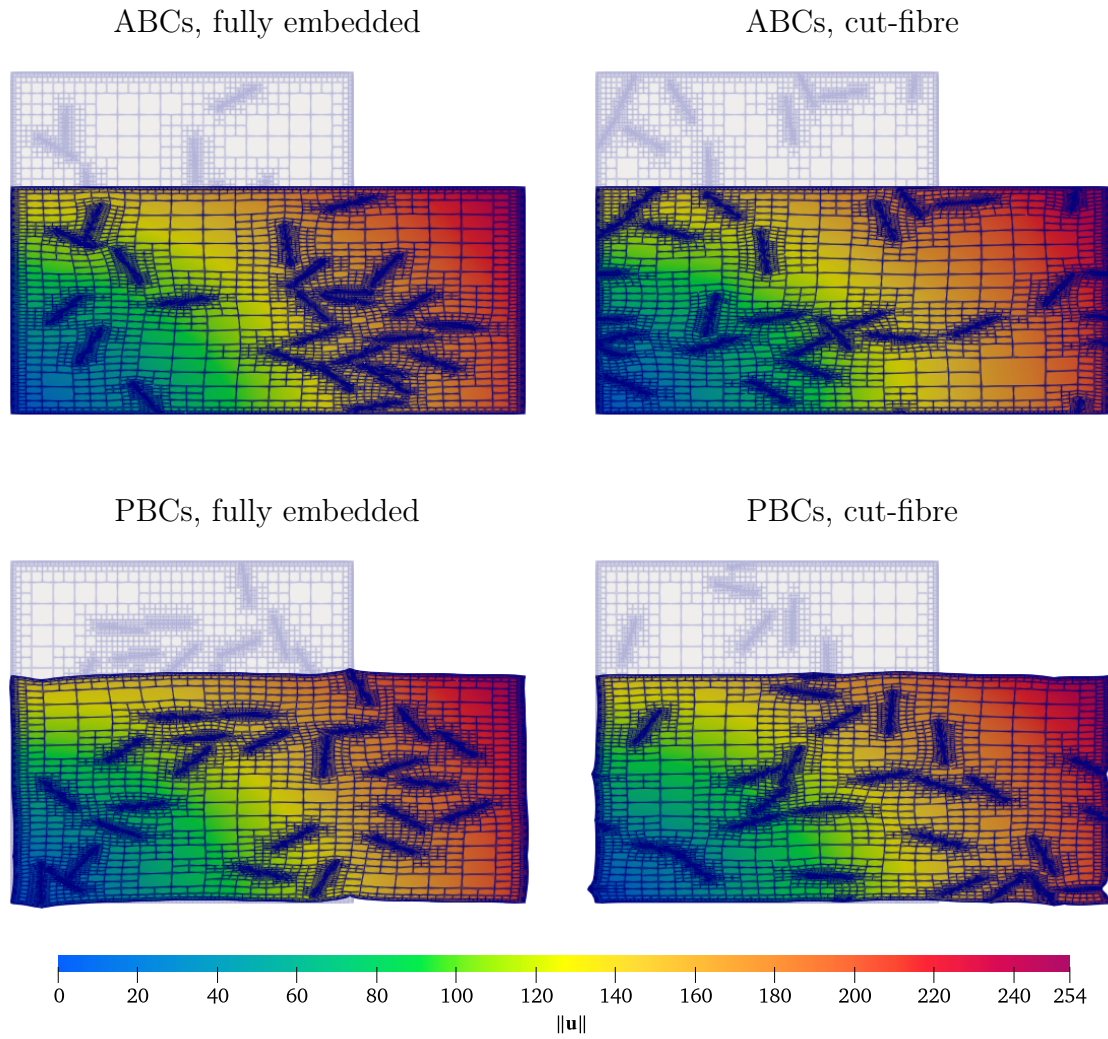 ABCs, fully embedded
ABCs, cut-fibre
PBCs, fully embedded
PBCs, cut-fibre
0 20 40 60 80 100 120 140 160 180 200 220 240 254
‖u‖